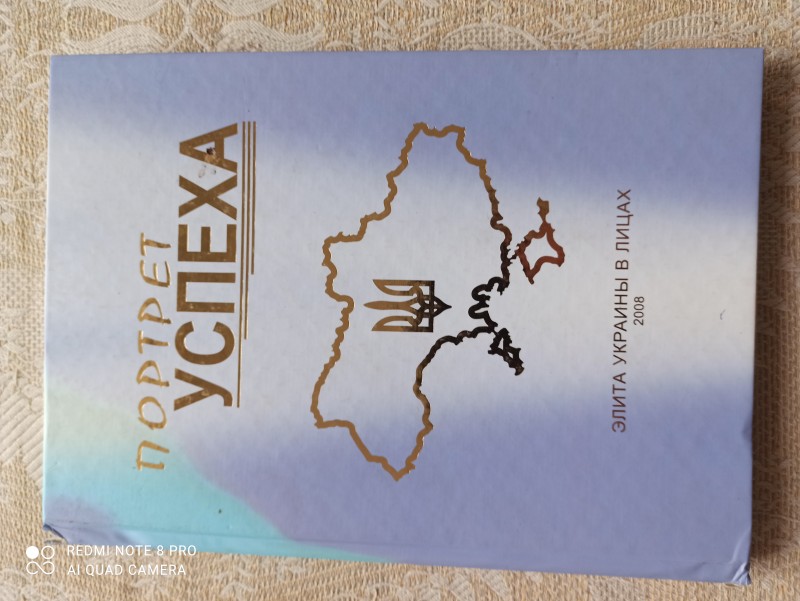 ПОРТРЕТ
УСПЕХА
ЭЛИТА УКРАИНЫ В ЛИЦАХ
2008
REDMI NOTE 8 PRO
AI QUAD CAMERA